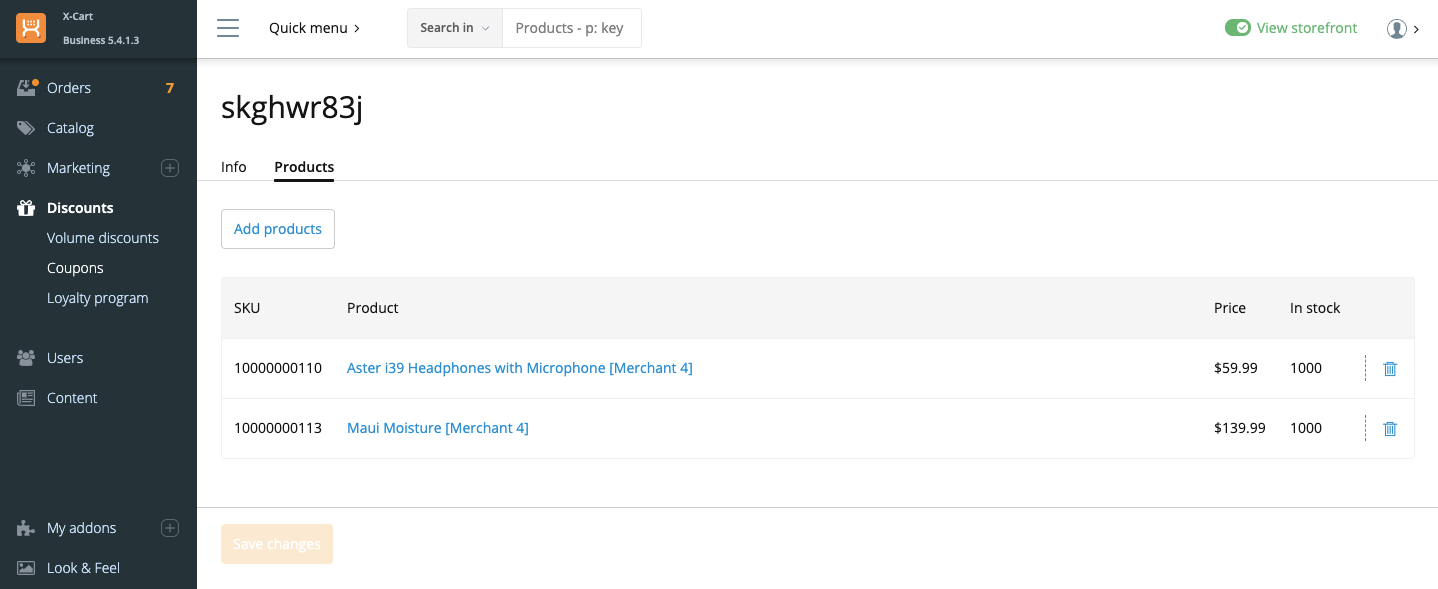 X-Cart
Business 5.4.1.3
Quick menu
Search in
Products - p: key
View storefront
Orders 7
Catalog
Marketing
Discounts
Volume discounts
Coupons
Loyalty program
Users
Content
My addons
Look & Feel
skghwr83j
Info Products
Add products
SKU Product Price In stock
10000000110 Aster i39 Headphones with Microphone [Merchant 4] $59.99 1000
10000000113 Maui Moisture [Merchant 4] $139.99 1000
Save changes